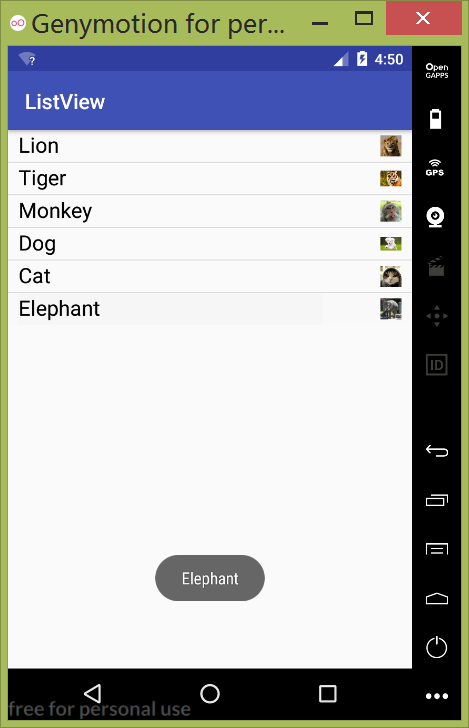 Genymotion for per...
Open
GAPPS
? 4:50
ListView
GPS
Lion
Tiger
Monkey
Dog
Cat
Elephant
ID
Elephant
free for personal use